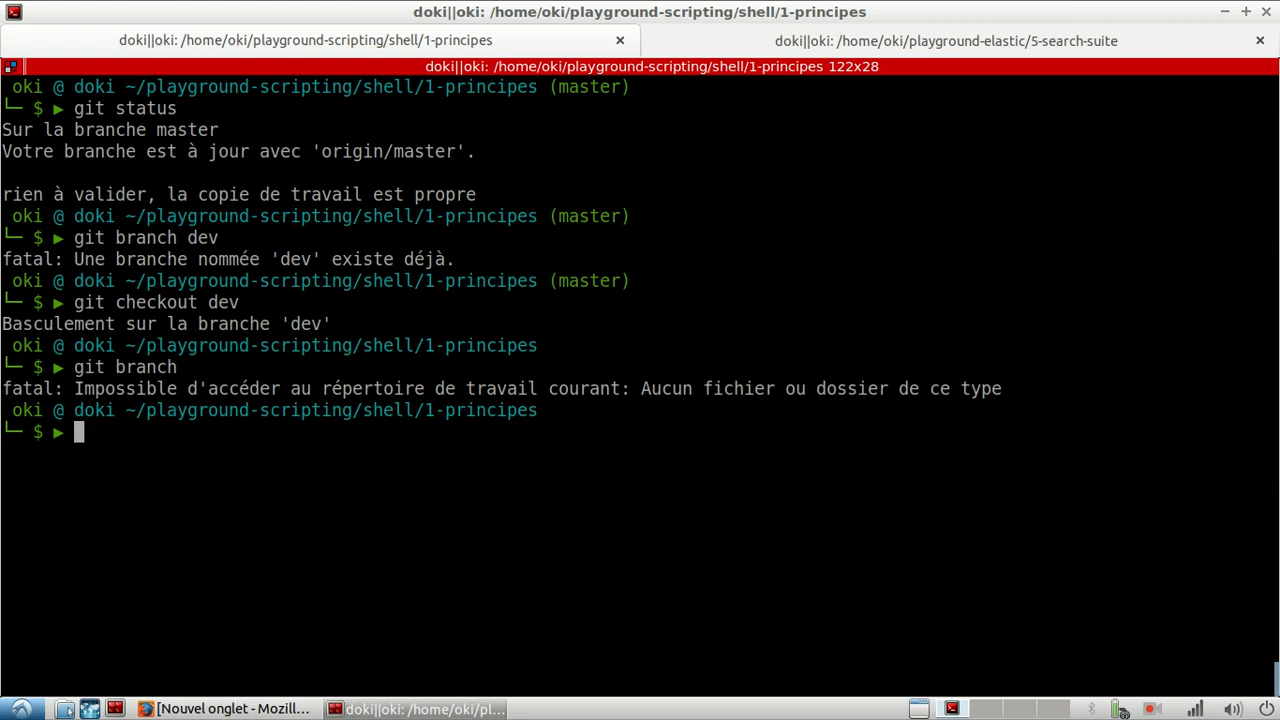 doki||oki: /home/oki/playground-scripting/shell/1-principes
doki||oki: /home/oki/playground-scripting/shell/1-principes
doki||oki: /home/oki/playground-elastic/5-search-suite
doki||oki: /home/oki/playground-scripting/shell/1-principes 122x28
oki @ doki ~/playground-scripting/shell/1-principes (master)
└─ $ ▶ git status
Sur la branche master
Votre branche est à jour avec 'origin/master'.
rien à valider, la copie de travail est propre
oki @ doki ~/playground-scripting/shell/1-principes (master)
└─ $ ▶ git branch dev
fatal: Une branche nommée 'dev' existe déjà.
oki @ doki ~/playground-scripting/shell/1-principes (master)
└─ $ ▶ git checkout dev
Basculement sur la branche 'dev'
oki @ doki ~/playground-scripting/shell/1-principes
└─ $ ▶ git branch
fatal: Impossible d'accéder au répertoire de travail courant: Aucun fichier ou dossier de ce type
oki @ doki ~/playground-scripting/shell/1-principes
└─ $ ▶
[Nouvel onglet - Mozill...
doki||oki: /home/oki/pl...